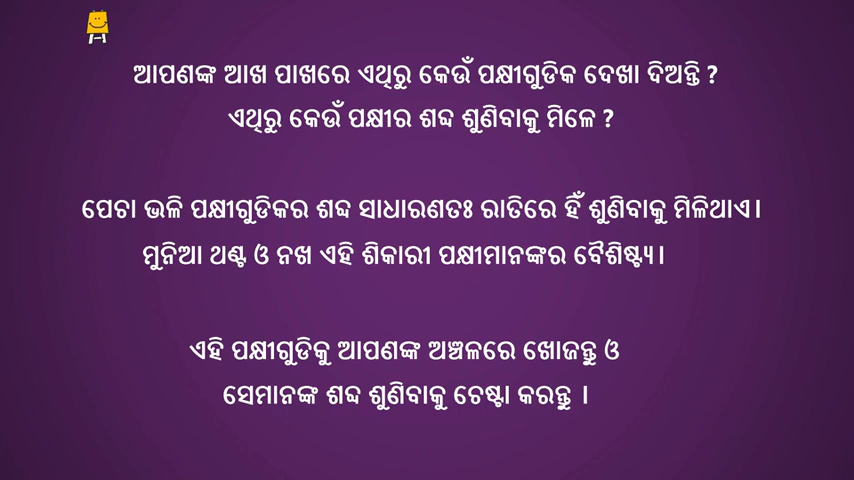 ଆପଣଙ୍କ ଆଖ ପାଖରେ ଏଥିରୁ କେଉଁ ପକ୍ଷୀଗୁଡିକ ଦେଖା ଦିଅନ୍ତି ?
ଏଥିରୁ କେଉଁ ପକ୍ଷୀର ଶବ୍ଦ ଶୁଣିବାକୁ ମିଳେ ?
ପେଚା ଭଳି ପକ୍ଷୀଗୁଡିକର ଶବ୍ଦ ସାଧାରଣତଃ ରାତିରେ ହିଁ ଶୁଣିବାକୁ ମିଳିଥାଏ।
ମୁନିଆ ଥଣ୍ଟ ଓ ନଖ ଏହି ଶିକାରୀ ପକ୍ଷୀମାନଙ୍କର ବୈଶିଷ୍ଟ୍ୟ।
ଏହି ପକ୍ଷୀଗୁଡିକୁ ଆପଣଙ୍କ ଅଞ୍ଚଳରେ ଖୋଜନ୍ତୁ ଓ
ସେମାନଙ୍କ ଶବ୍ଦ ଶୁଣିବାକୁ ଚେଷ୍ଟା କରନ୍ତୁ ।